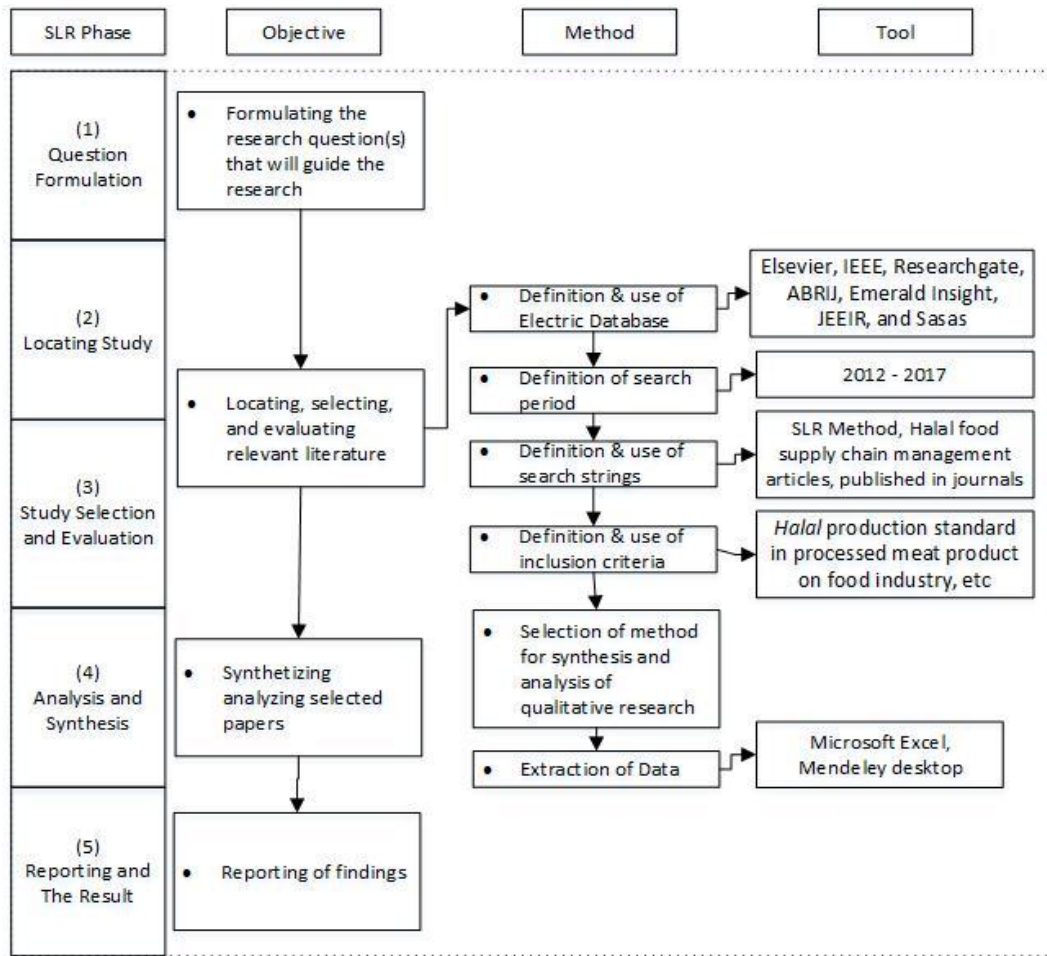 SLR Phase
Objective
Method
Tool
(1)
Question
Formulation
• Formulating the
research question(s)
that will guide the
research
(2)
Locating Study
• Locating, selecting,
and evaluating
relevant literature
• Definition & use of
Electric Database
Elsevier, IEEE, Researchgate,
ABRIJ, Emerald Insight,
JEEIR, and Sasas
• Definition of search
period
2012 - 2017
(3)
Study Selection
and Evaluation
• Definition & use of
search strings
SLR Method, Halal food
supply chain management
articles, published in journals
• Definition & use of
inclusion criteria
Halal production standard
in processed meat product
on food industry, etc
(4)
Analysis and
Synthesis
• Synthetizing
analyzing selected
papers
• Selection of method
for synthesis and
analysis of
qualitative research
• Extraction of Data
Microsoft Excel,
Mendeley desktop
(5)
Reporting and
The Result
• Reporting of findings